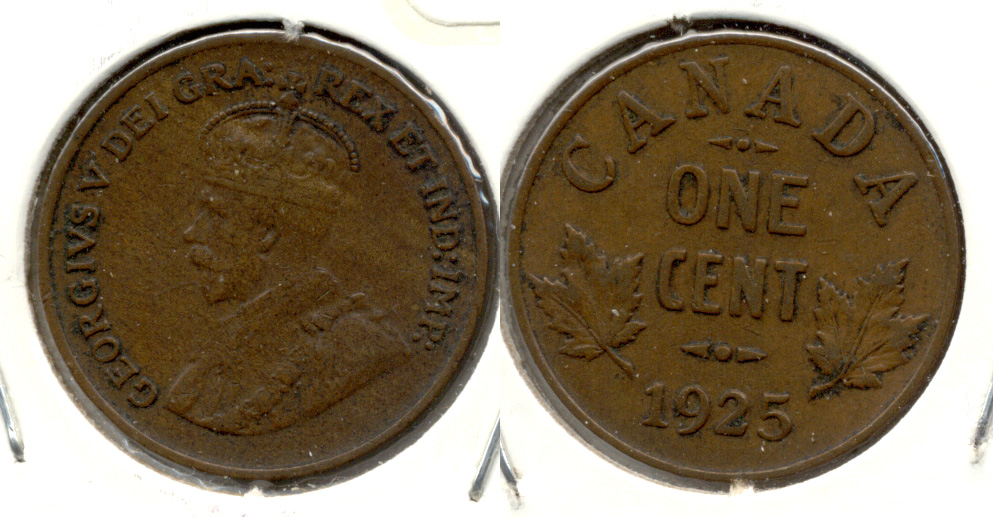 GEORGIVS V DEI GRA: REX ET IND: IMP:
CANADA
ONE
CENT
1925